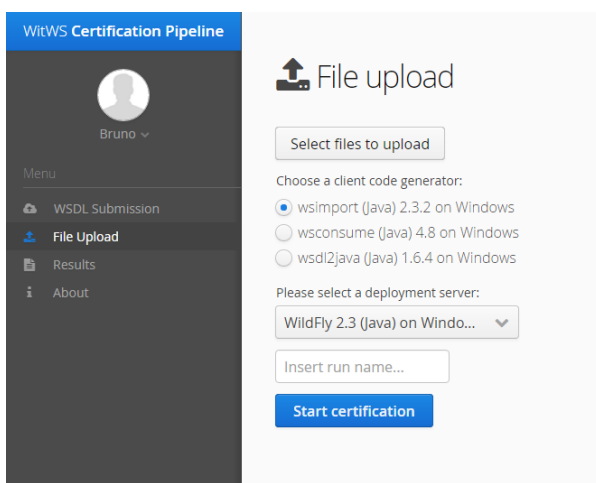 WitWS Certification Pipeline
Bruno
Menu
WSDL Submission
File Upload
Results
About
File upload
Select files to upload
Choose a client code generator:
wsimport (Java) 2.3.2 on Windows
wsconsume (Java) 4.8 on Windows
wsdl2java (Java) 1.6.4 on Windows
Please select a deployment server:
WildFly 2.3 (Java) on Windo...
Insert run name...
Start certification